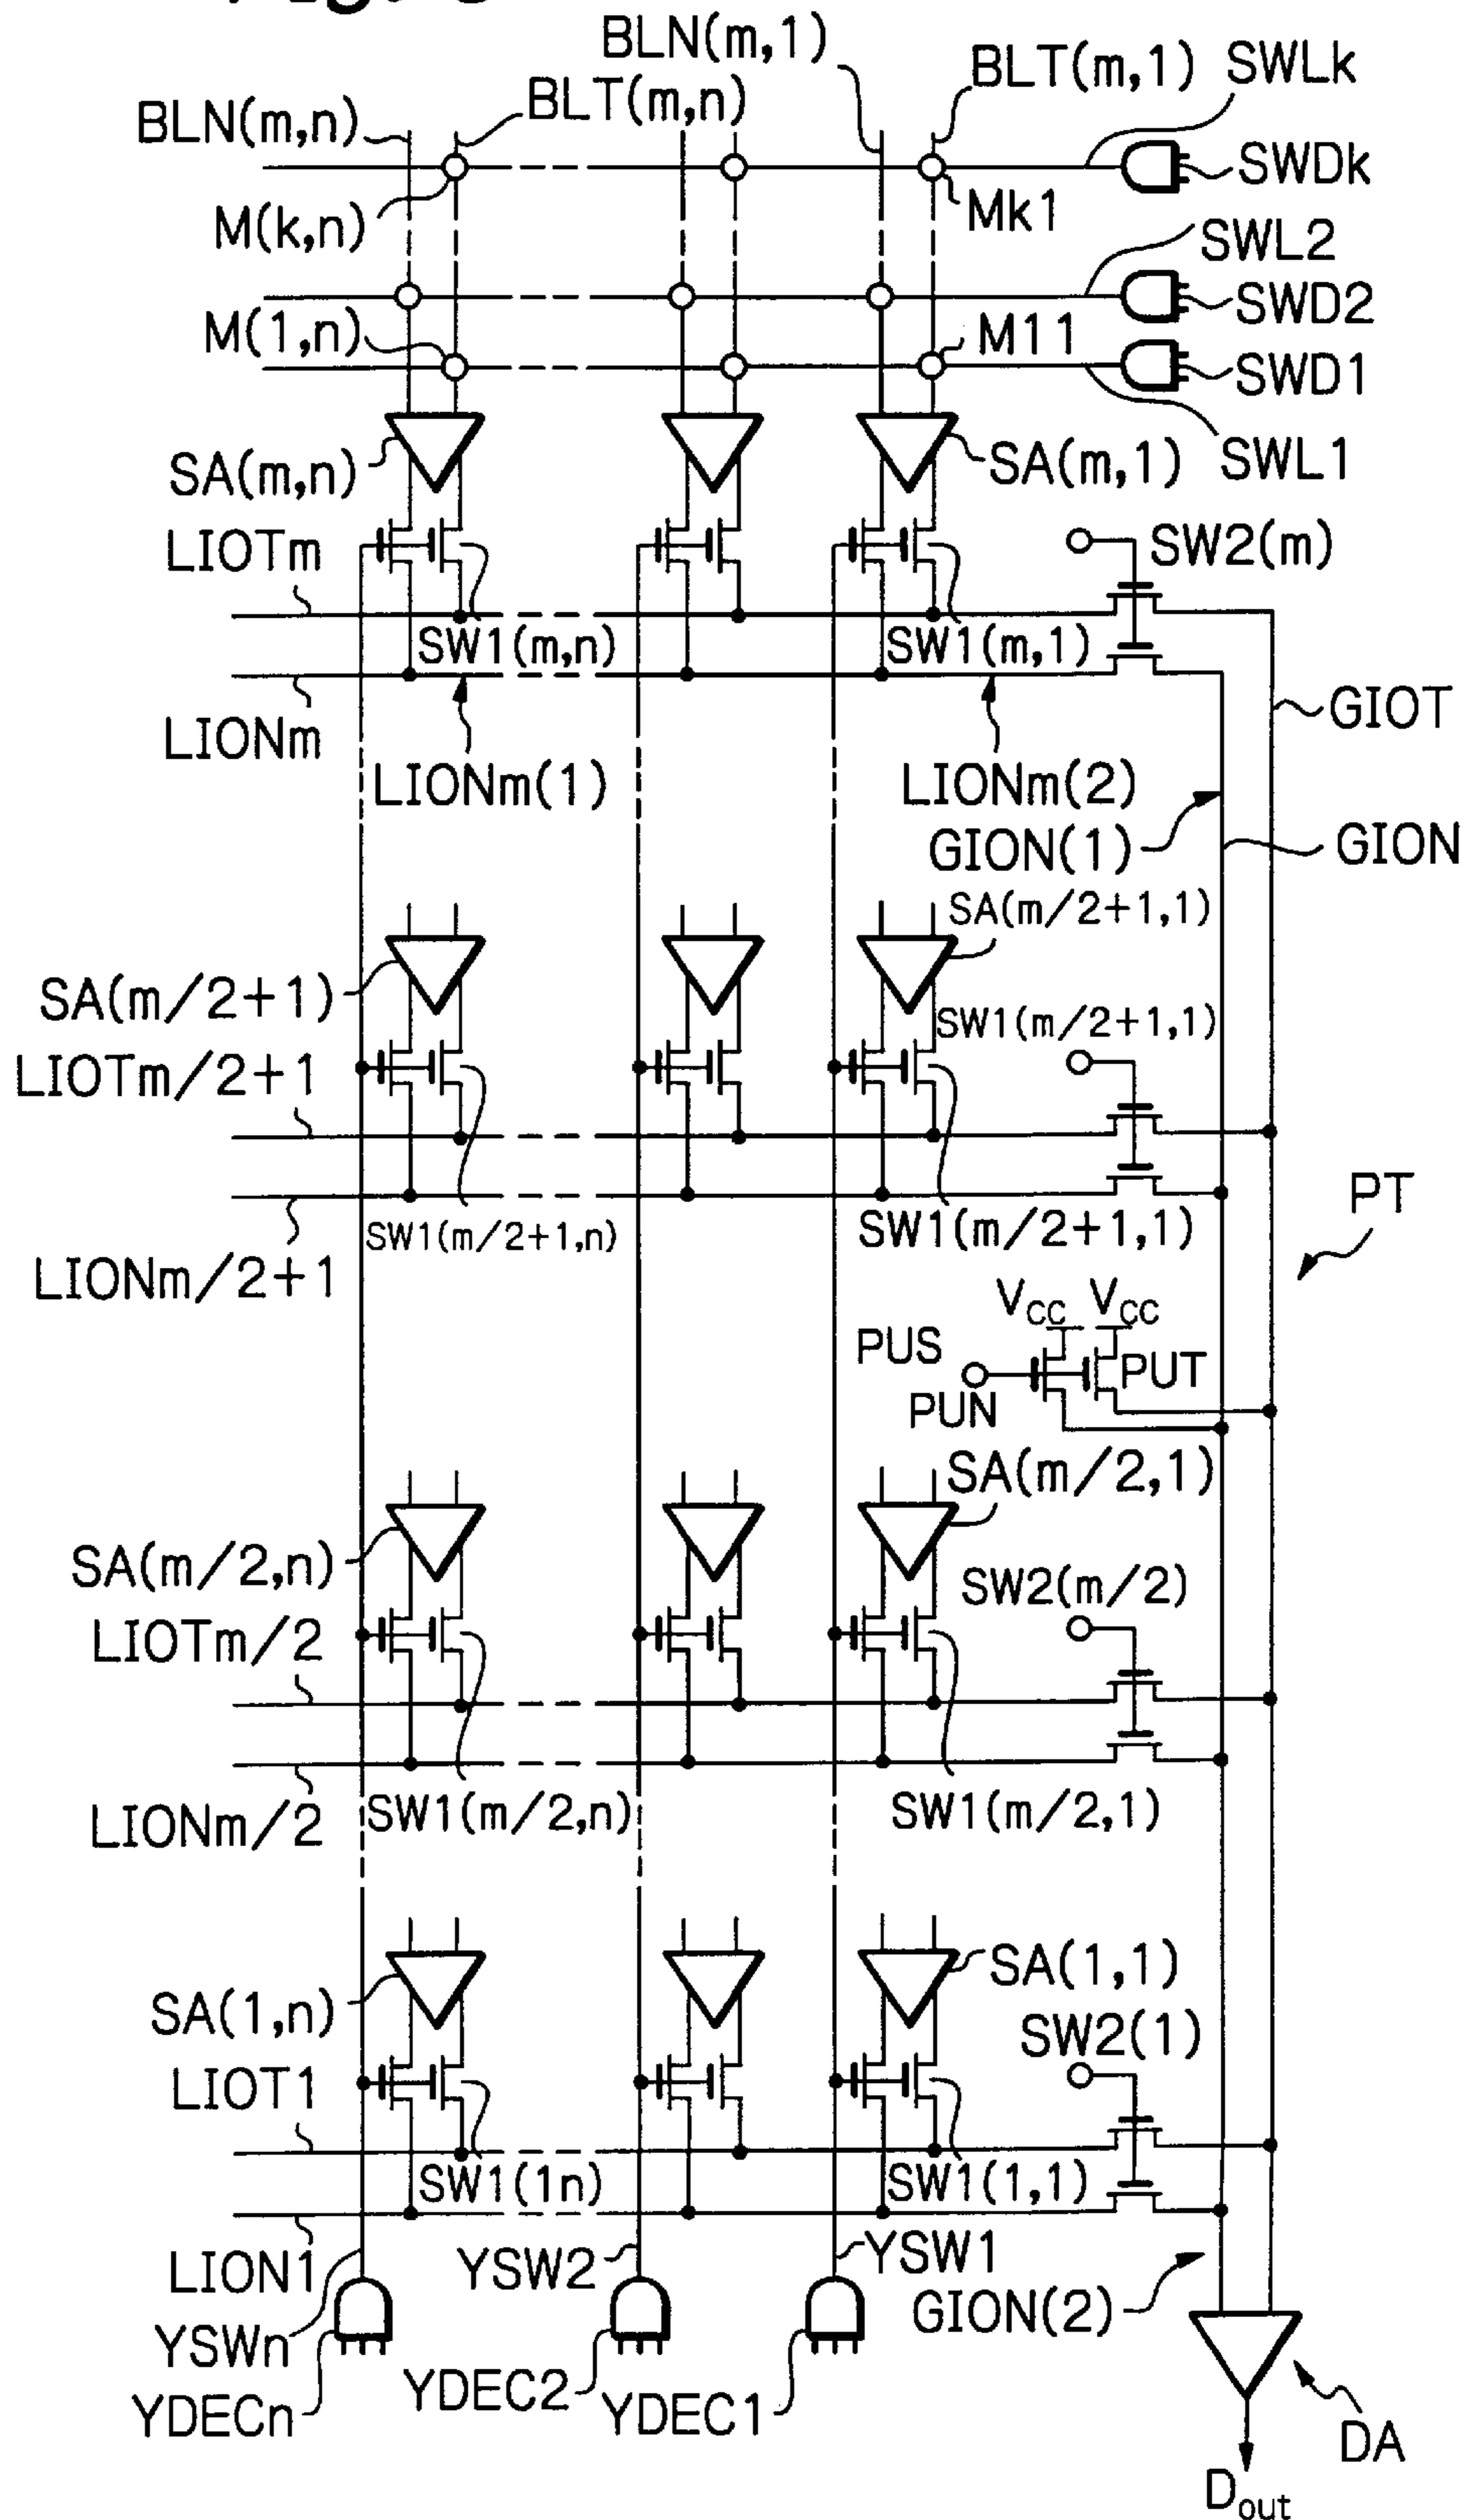 BLN(m,1)
BLT(m,1)
SWLk
BLN(m,n)
BLT(m,n)
SWDk
M(k,n)
Mk1
SWL2
SWD2
M(1,n)
M11
SWD1
SA(m,n)
SA(m,1)
SWL1
LIOTm
SW2(m)
SW1(m,n)
SW1(m,1)
LIONm
GIOT
LIONm(1)
LIONm(2)
GION(1)
GION
SA(m/2+1,1)
SA(m/2+1)
SW1(m/2+1,1)
LIOTm/2+1
PT
SW1(m/2+1,n)
SW1(m/2+1,1)
LIONm/2+1
VCC VCC
PUS
PUT
PUN
SA(m/2,1)
SA(m/2,n)
SW2(m/2)
LIOTm/2
LIONm/2
SW1(m/2,n)
SW1(m/2,1)
SA(1,1)
SA(1,n)
SW2(1)
LIOT1
SW1(1n)
SW1(1,1)
LION1
YSW2
YSW1
GION(2)
YSWn
YDECn
YDEC2
YDEC1
DA
Dout